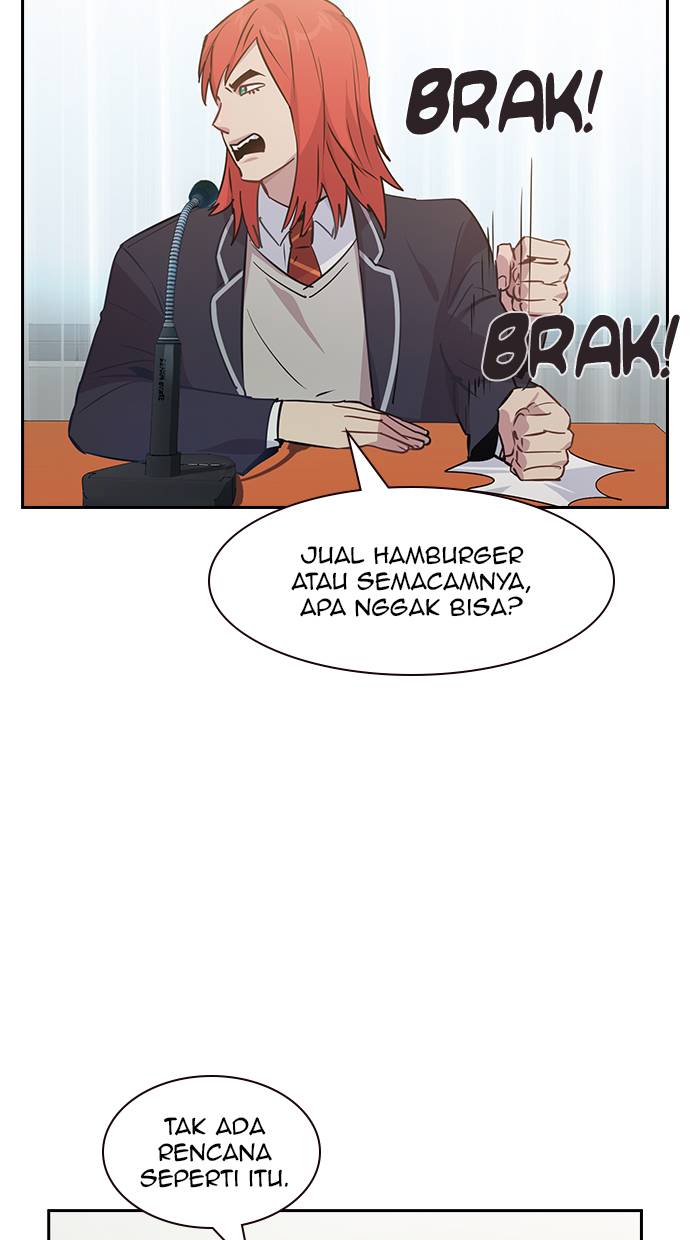 BRAK!
BRAK!
JUAL HAMBURGER
ATAU SEMACAMNYA,
APA NGGAK BISA?
TAK ADA
RENCANA
SEPERTI ITU.